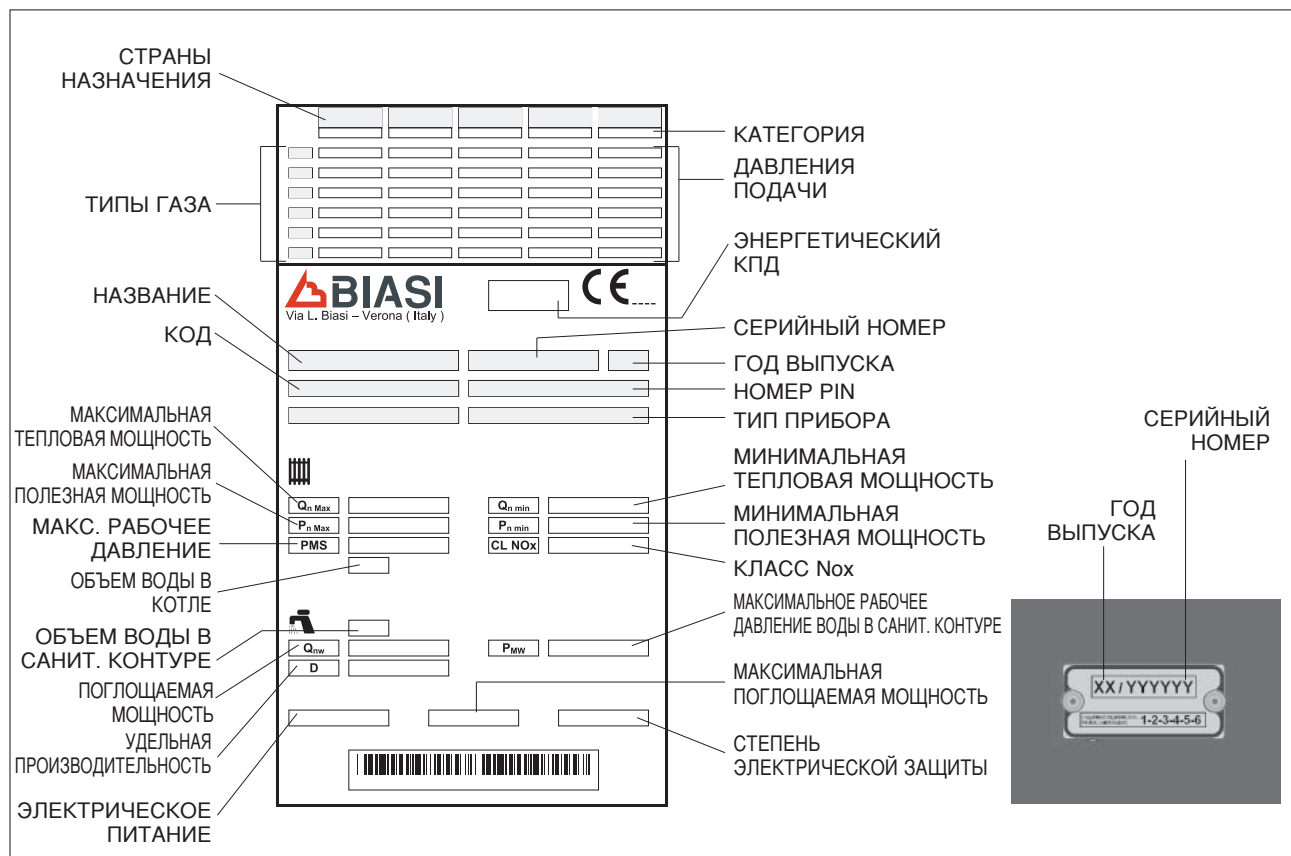 СТРАНЫ
НАЗНАЧЕНИЯ
КАТЕГОРИЯ
ДАВЛЕНИЯ
ПОДАЧИ
ТИПЫ ГАЗА
ЭНЕРГЕТИЧЕСКИЙ
КПД
НАЗВАНИЕ
BIASI
CE
Via L. Biasi – Verona ( Italy )
КОД
СЕРИЙНЫЙ НОМЕР
ГОД ВЫПУСКА
НОМЕР PIN
ТИП ПРИБОРА
МАКСИМАЛЬНАЯ
ТЕПЛОВАЯ МОЩНОСТЬ
МАКСИМАЛЬНАЯ
ПОЛЕЗНАЯ МОЩНОСТЬ
МАКС. РАБОЧЕЕ
ДАВЛЕНИЕ
ОБЪЕМ ВОДЫ В
КОТЛЕ
Qn Max
Qn min
Pn Max
Pn min
PMS
CL NOx
МИНИМАЛЬНАЯ
ТЕПЛОВАЯ МОЩНОСТЬ
МИНИМАЛЬНАЯ
ПОЛЕЗНАЯ МОЩНОСТЬ
КЛАСС Nox
ОБЪЕМ ВОДЫ В
САНИТ. КОНТУРЕ
ПОГЛОЩАЕМАЯ
МОЩНОСТЬ
УДЕЛЬНАЯ
ПРОИЗВОДИТЕЛЬНОСТЬ
ЭЛЕКТРИЧЕСКОЕ
ПИТАНИЕ
Qnw
PMW
D
МАКСИМАЛЬНОЕ РАБОЧЕЕ
ДАВЛЕНИЕ ВОДЫ В САНИТ. КОНТУРЕ
МАКСИМАЛЬНАЯ
ПОГЛОЩАЕМАЯ МОЩНОСТЬ
СТЕПЕНЬ
ЭЛЕКТРИЧЕСКОЙ ЗАЩИТЫ
СЕРИЙНЫЙ
НОМЕР
ГОД
ВЫПУСКА
XX/YYYYYY
1-2-3-4-5-6